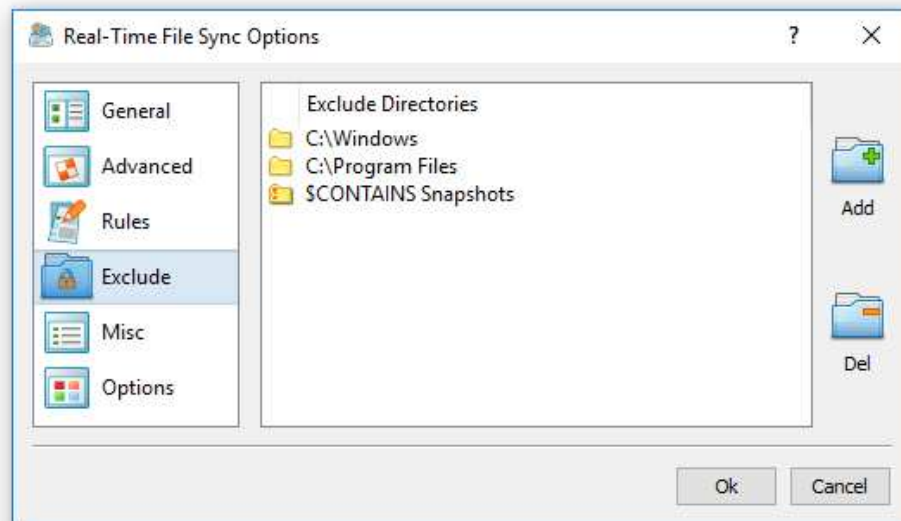 Real-Time File Sync Options
?
General
Advanced
Rules
Exclude
Misc
Options
Exclude Directories
C:\Windows
C:\Program Files
$CONTAINS Snapshots
Add
Del
Ok
Cancel